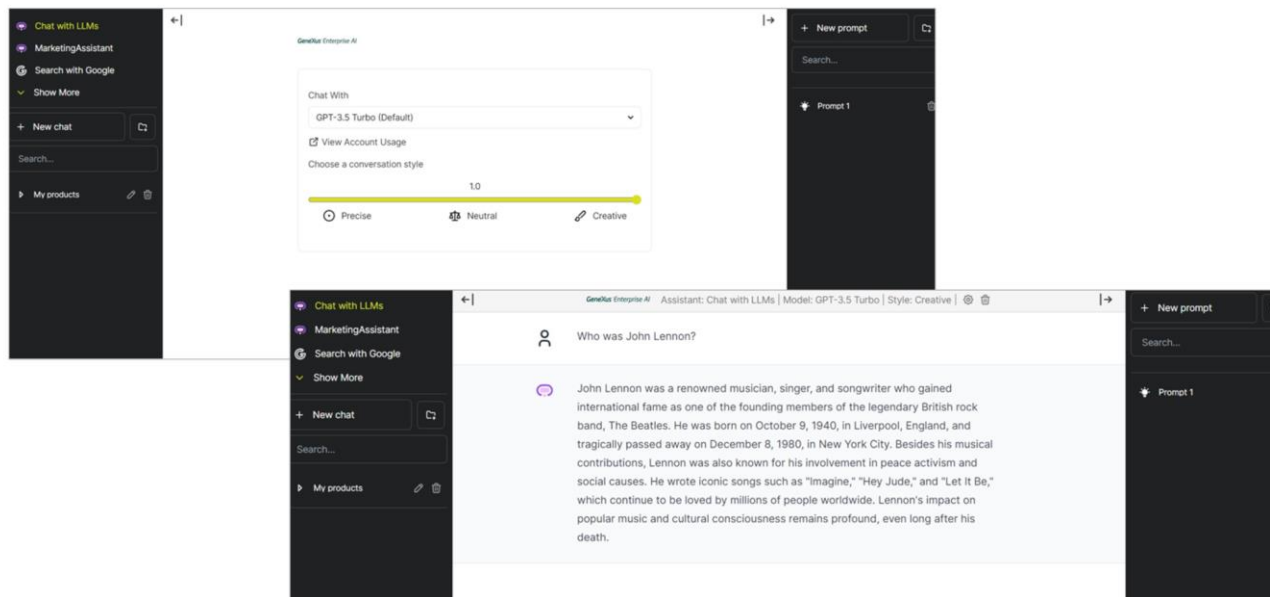 Chat with LLMs
MarketingAssistant
Search with Google
Show More
+ New chat
Search...
My products
GeneXus Enterprise AI
Chat With
GPT-3.5 Turbo (Default)
View Account Usage
Choose a conversation style
1.0
Precise
Neutral
Creative
+ New prompt
Search...
Prompt 1
Chat with LLMs
MarketingAssistant
Search with Google
Show More
+ New chat
Search...
My products
GeneXus Enterprise AI Assistant: Chat with LLMs | Model: GPT-3.5 Turbo | Style: Creative |
Who was John Lennon?
John Lennon was a renowned musician, singer, and songwriter who gained
international fame as one of the founding members of the legendary British rock
band, The Beatles. He was born on October 9, 1940, in Liverpool, England, and
tragically passed away on December 8, 1980, in New York City. Besides his musical
contributions, Lennon was also known for his involvement in peace activism and
social causes. He wrote iconic songs such as "Imagine," "Hey Jude," and "Let It Be,"
which continue to be loved by millions of people worldwide. Lennon's impact on
popular music and cultural consciousness remains profound, even long after his
death.
+ New prompt
Search...
Prompt 1